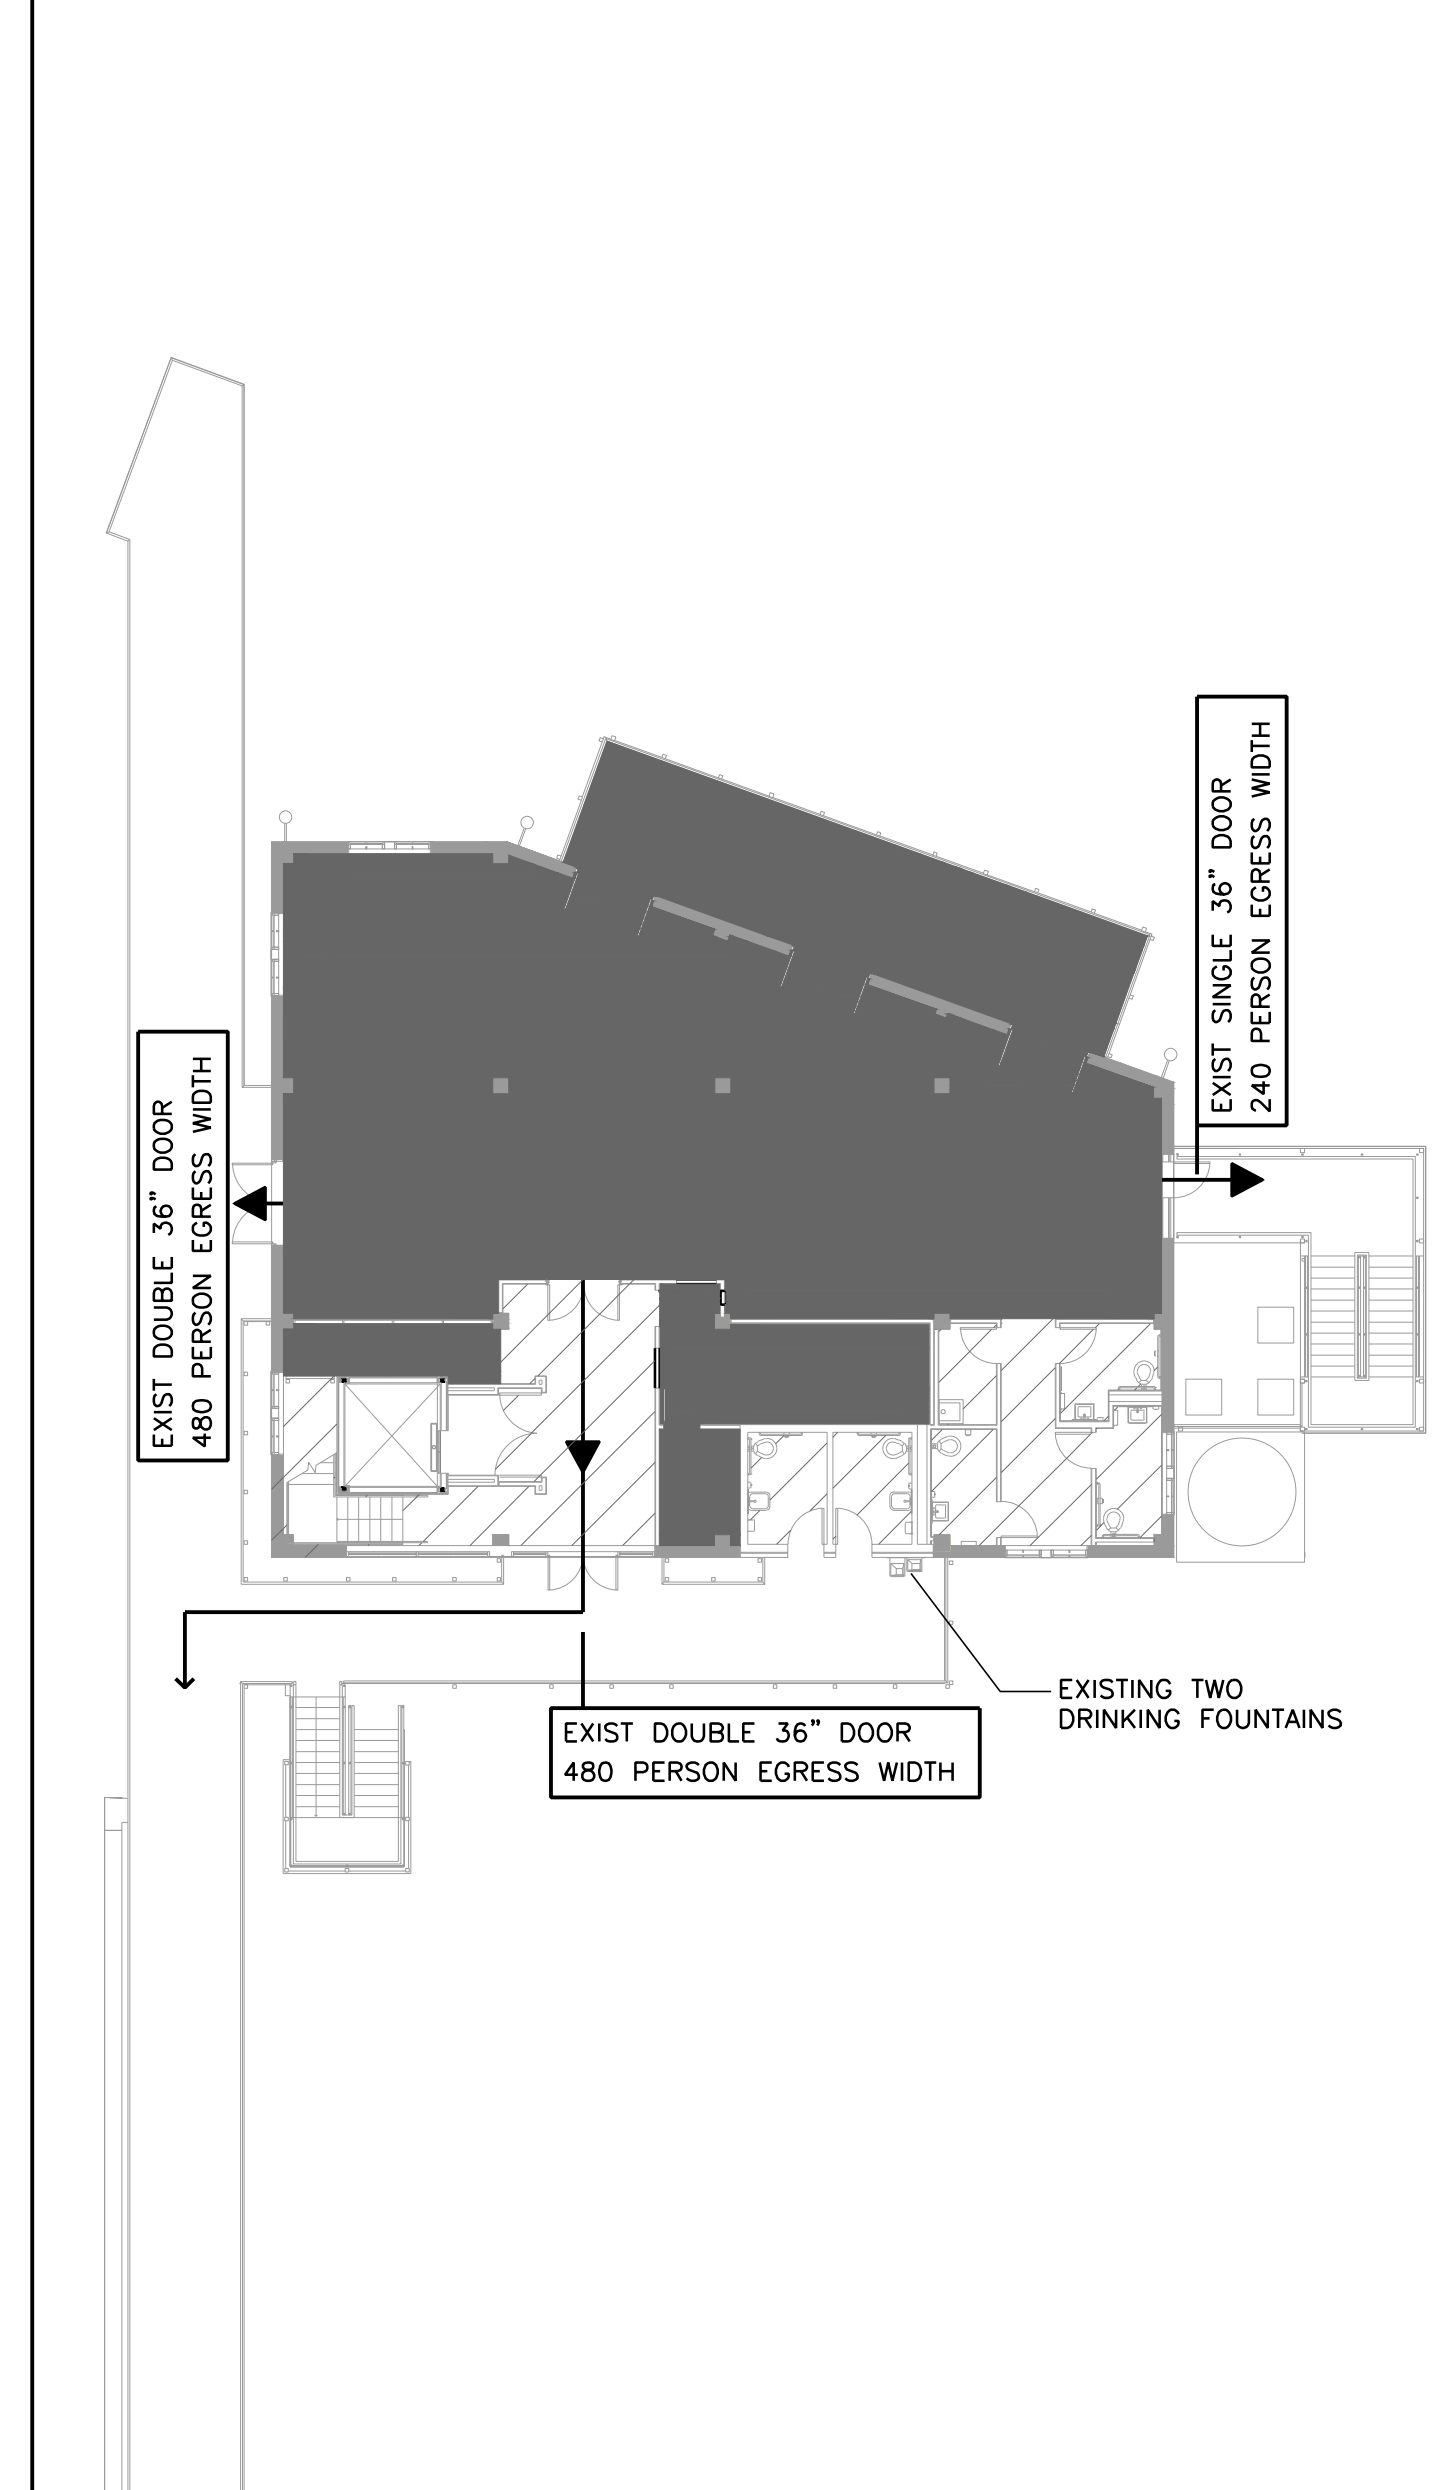 EXIST SINGLE 36" DOOR
240 PERSON EGRESS WIDTH
EXIST DOUBLE 36" DOOR
480 PERSON EGRESS WIDTH
EXISTING TWO
DRINKING FOUNTAINS
EXIST DOUBLE 36" DOOR
480 PERSON EGRESS WIDTH